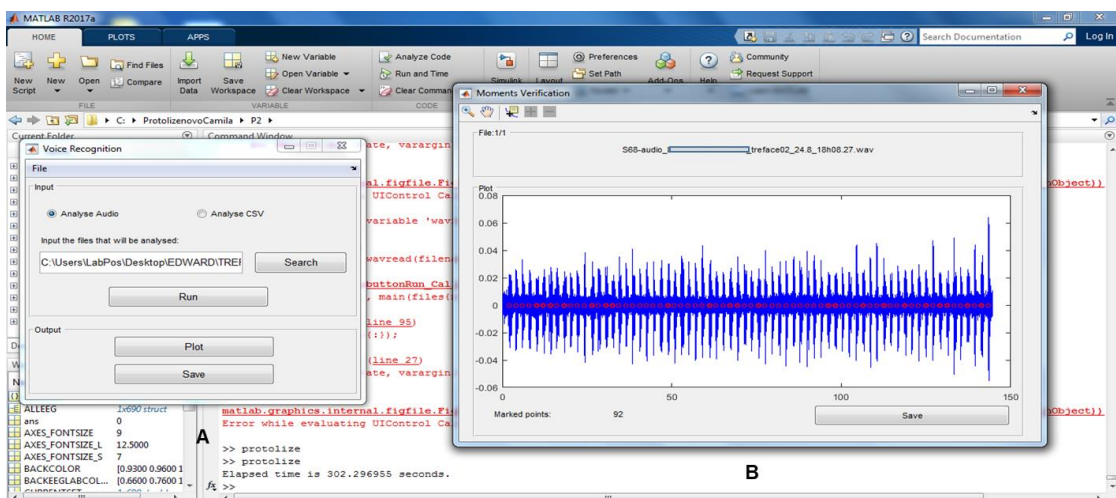 MATLAB R2017a
HOME PLOTS APPS
Search Documentation Log In
New Script
New
Open
Find Files
Compare
Import Data
Save Workspace
New Variable
Open Variable
Clear Workspace
Analyze Code
Run and Time
Clear Comman
Simulink
Layout
Preferences
Set Path
Add-Ons
Help
Community
Request Support
FILE VARIABLE CODE
C: ProtolizenovoCamila P2
Current Folder
Command Window
Voice Recognition
File
Input
Analyse Audio Analyse CSV
Input the files that will be analysed:
C:\Users\LabPos\Desktop\EDWARD\TREF Search
Run
Output
Plot
Save
ate, varargin
al.figfile.Fi
UIControl Ca
variable 'wav
wavread(filen
buttonRun_Cal
, main(files(
line 95)
{:});
(line 27)
ate, varargin
matlab.graphics.internal.figfile.Fi
Error while evaluating UIControl Ca
>> protolize
>> protolize
Elapsed time is 302.296955 seconds.
fx >>
nObject))
nObject))
ALLEEG 1x690 struct
ans 0
AXES_FONTSIZE 9
AXES_FONTSIZE_L 12.5000
AXES_FONTSIZE_S 7
BACKCOLOR [0.9300 0.9600 1
BACKEEGLABCOL... [0.6600 0.7600 1
A
Moments Verification
File:1/1
S68-audio_ _treface02_24.8_18h08.27.wav
Plot
0.08
0.06
0.04
0.02
0
-0.02
-0.04
-0.06
0 50 100 150
Marked points: 92 Save
B